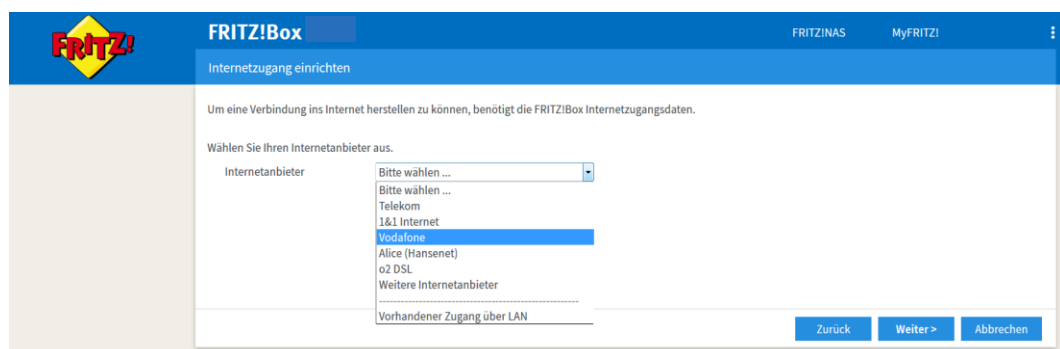 FRITZ!
FRITZ!Box
FRITZ!NAS
MyFRITZ!
Internetzugang einrichten
Um eine Verbindung ins Internet herstellen zu können, benötigt die FRITZ!Box Internetzugangsdaten.
Wählen Sie Ihren Internetanbieter aus.
Internetanbieter
Bitte wählen ...
Bitte wählen ...
Telekom
1&1 Internet
Vodafone
Alice (Hansenet)
o2 DSL
Weitere Internetanbieter
----------------------------------------------------
Vorhandener Zugang über LAN
Zurück
Weiter >
Abbrechen